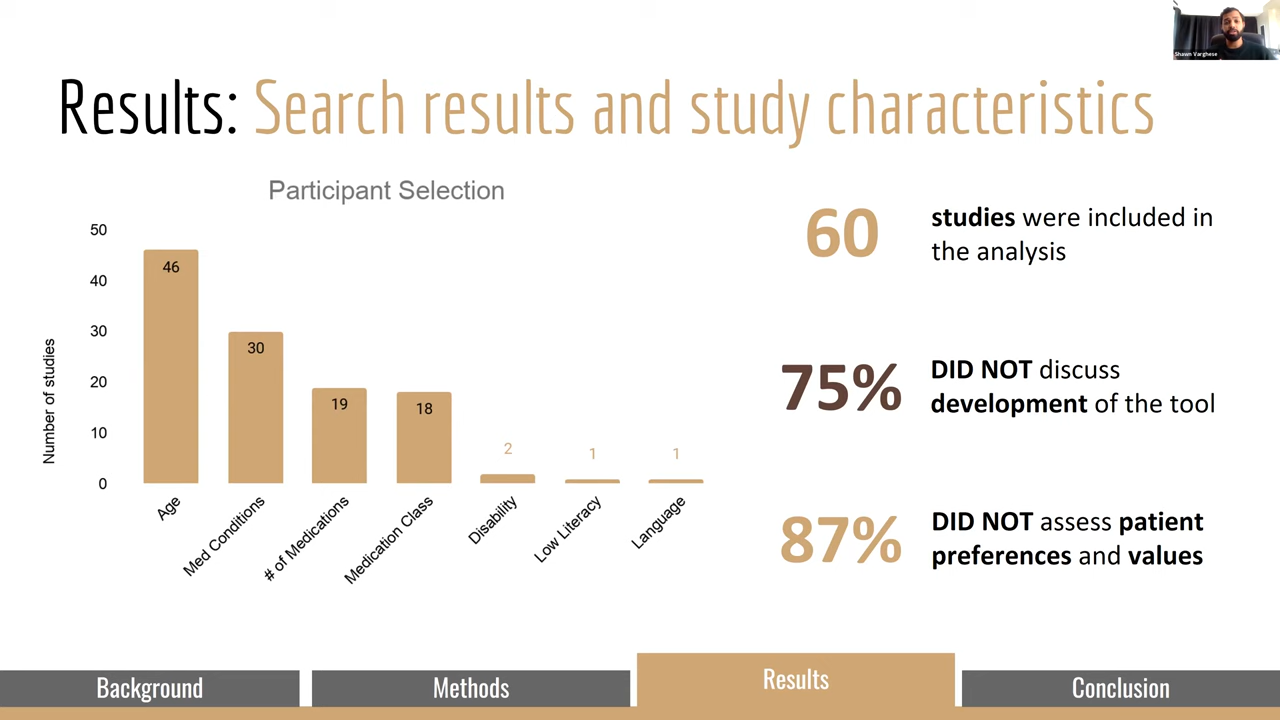 Shawn Varghese
Results: Search results and study characteristics
Participant Selection
Number of studies
50
40
30
20
10
0
46
30
19
18
2
1
1
Age
Med Conditions
# of Medications
Medication Class
Disability
Low Literacy
Language
60
studies were included in
the analysis
75%
DID NOT discuss
development of the tool
87%
DID NOT assess patient
preferences and values
Background
Methods
Results
Conclusion